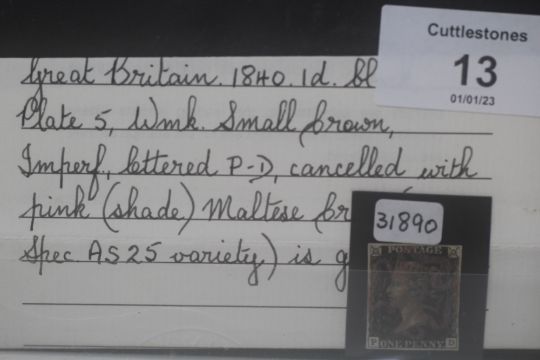 Cuttlestones
13
01/01/23
Great Britain. 1840. 1d. bl
Plate 5, Wmk. Small brown,
Imperf, lettered P-D, cancelled with
pink (shade) Maltese
Spec AS25 variety) is
31890
POSTAGE
P ONE PENNY D